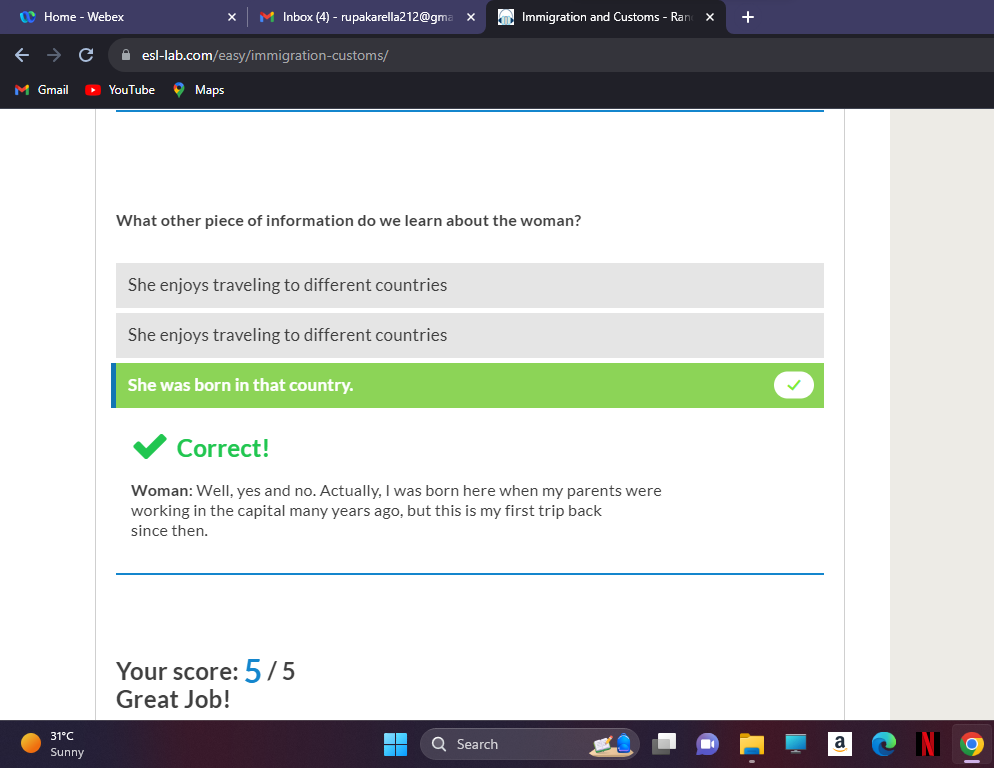 Home - Webex
Inbox (4) - rupakarella212@gma
Immigration and Customs - Ran
esl-lab.com/easy/immigration-customs/
Gmail
YouTube
Maps
What other piece of information do we learn about the woman?
She enjoys traveling to different countries
She enjoys traveling to different countries
She was born in that country.
Correct!
Woman: Well, yes and no. Actually, I was born here when my parents were
working in the capital many years ago, but this is my first trip back
since then.
Your score: 5 / 5
Great Job!
31°C
Sunny
Search